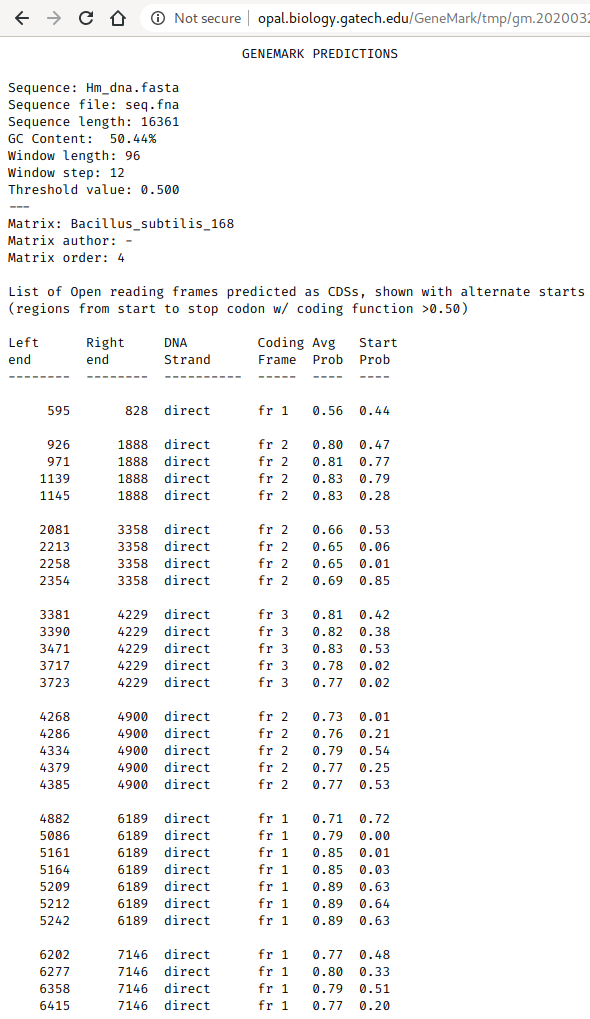 Not secure opal.biology.gatech.edu/GeneMark/tmp/gm.202003
GENEMARK PREDICTIONS
Sequence: Hm_dna.fasta
Sequence file: seq.fna
Sequence length: 16361
GC Content:  50.44%
Window length: 96
Window step: 12
Threshold value: 0.500
---
Matrix: Bacillus_subtilis_168
Matrix author: -
Matrix order: 4
List of Open reading frames predicted as CDSs, shown with alternate starts
(regions from start to stop codon w/ coding function >0.50)
Left Right DNA Coding Avg Start
end end Strand Frame Prob Prob
-------- -------- ---------- ----- ---- ----
595 828 direct fr 1 0.56 0.44
926 1888 direct fr 2 0.80 0.47
971 1888 direct fr 2 0.81 0.77
1139 1888 direct fr 2 0.83 0.79
1145 1888 direct fr 2 0.83 0.28
2081 3358 direct fr 2 0.66 0.53
2213 3358 direct fr 2 0.65 0.06
2258 3358 direct fr 2 0.65 0.01
2354 3358 direct fr 2 0.69 0.85
3381 4229 direct fr 3 0.81 0.42
3390 4229 direct fr 3 0.82 0.38
3471 4229 direct fr 3 0.83 0.53
3717 4229 direct fr 3 0.78 0.02
3723 4229 direct fr 3 0.77 0.02
4268 4900 direct fr 2 0.73 0.01
4286 4900 direct fr 2 0.76 0.21
4334 4900 direct fr 2 0.79 0.54
4379 4900 direct fr 2 0.77 0.25
4385 4900 direct fr 2 0.77 0.53
4882 6189 direct fr 1 0.71 0.72
5086 6189 direct fr 1 0.79 0.00
5161 6189 direct fr 1 0.85 0.01
5164 6189 direct fr 1 0.85 0.03
5209 6189 direct fr 1 0.89 0.63
5212 6189 direct fr 1 0.89 0.64
5242 6189 direct fr 1 0.89 0.63
6202 7146 direct fr 1 0.77 0.48
6277 7146 direct fr 1 0.80 0.33
6358 7146 direct fr 1 0.79 0.51
6415 7146 direct fr 1 0.77 0.20